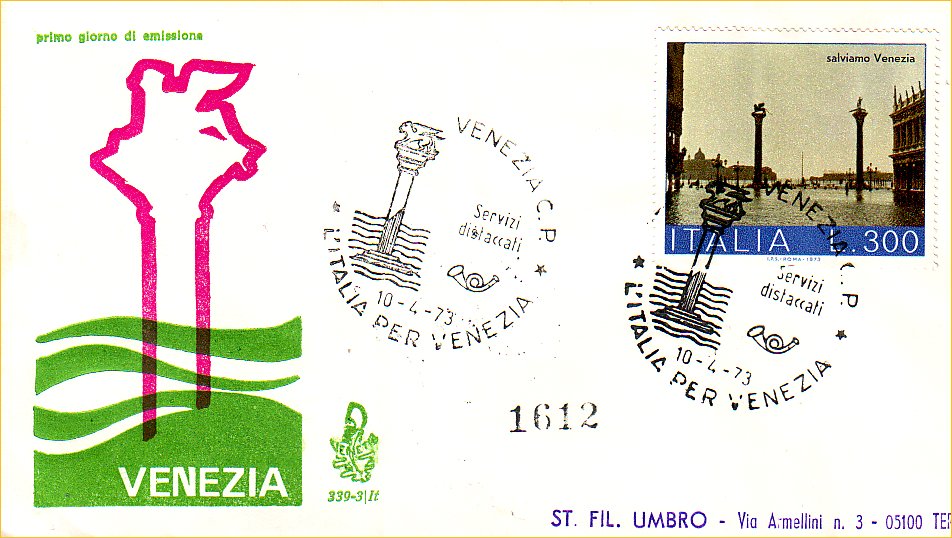 primo giorno di emissione
VENEZIA
339-3|It
VENEZIA C.P.
Servizi
distaccati
10-4-73
L'ITALIA PER VENEZIA
1612
salviamo Venezia
ITALIA 300
I.P.S.-ROMA-1973
VENEZIA C.P.
Servizi
distaccati
10-4-73
L'ITALIA PER VENEZIA
ST. FIL. UMBRO - Via Armellini n. 3 - 05100 TER